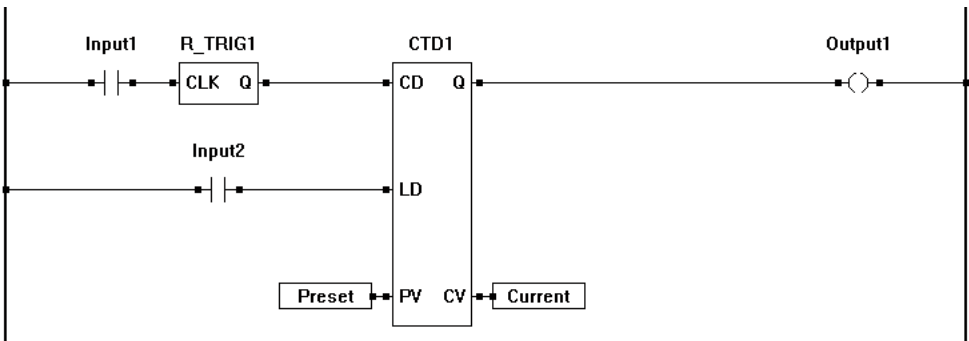 Input1 R_TRIG1 CTD1 Output1
CLK Q CD Q
Input2
LD
Preset PV CV Current